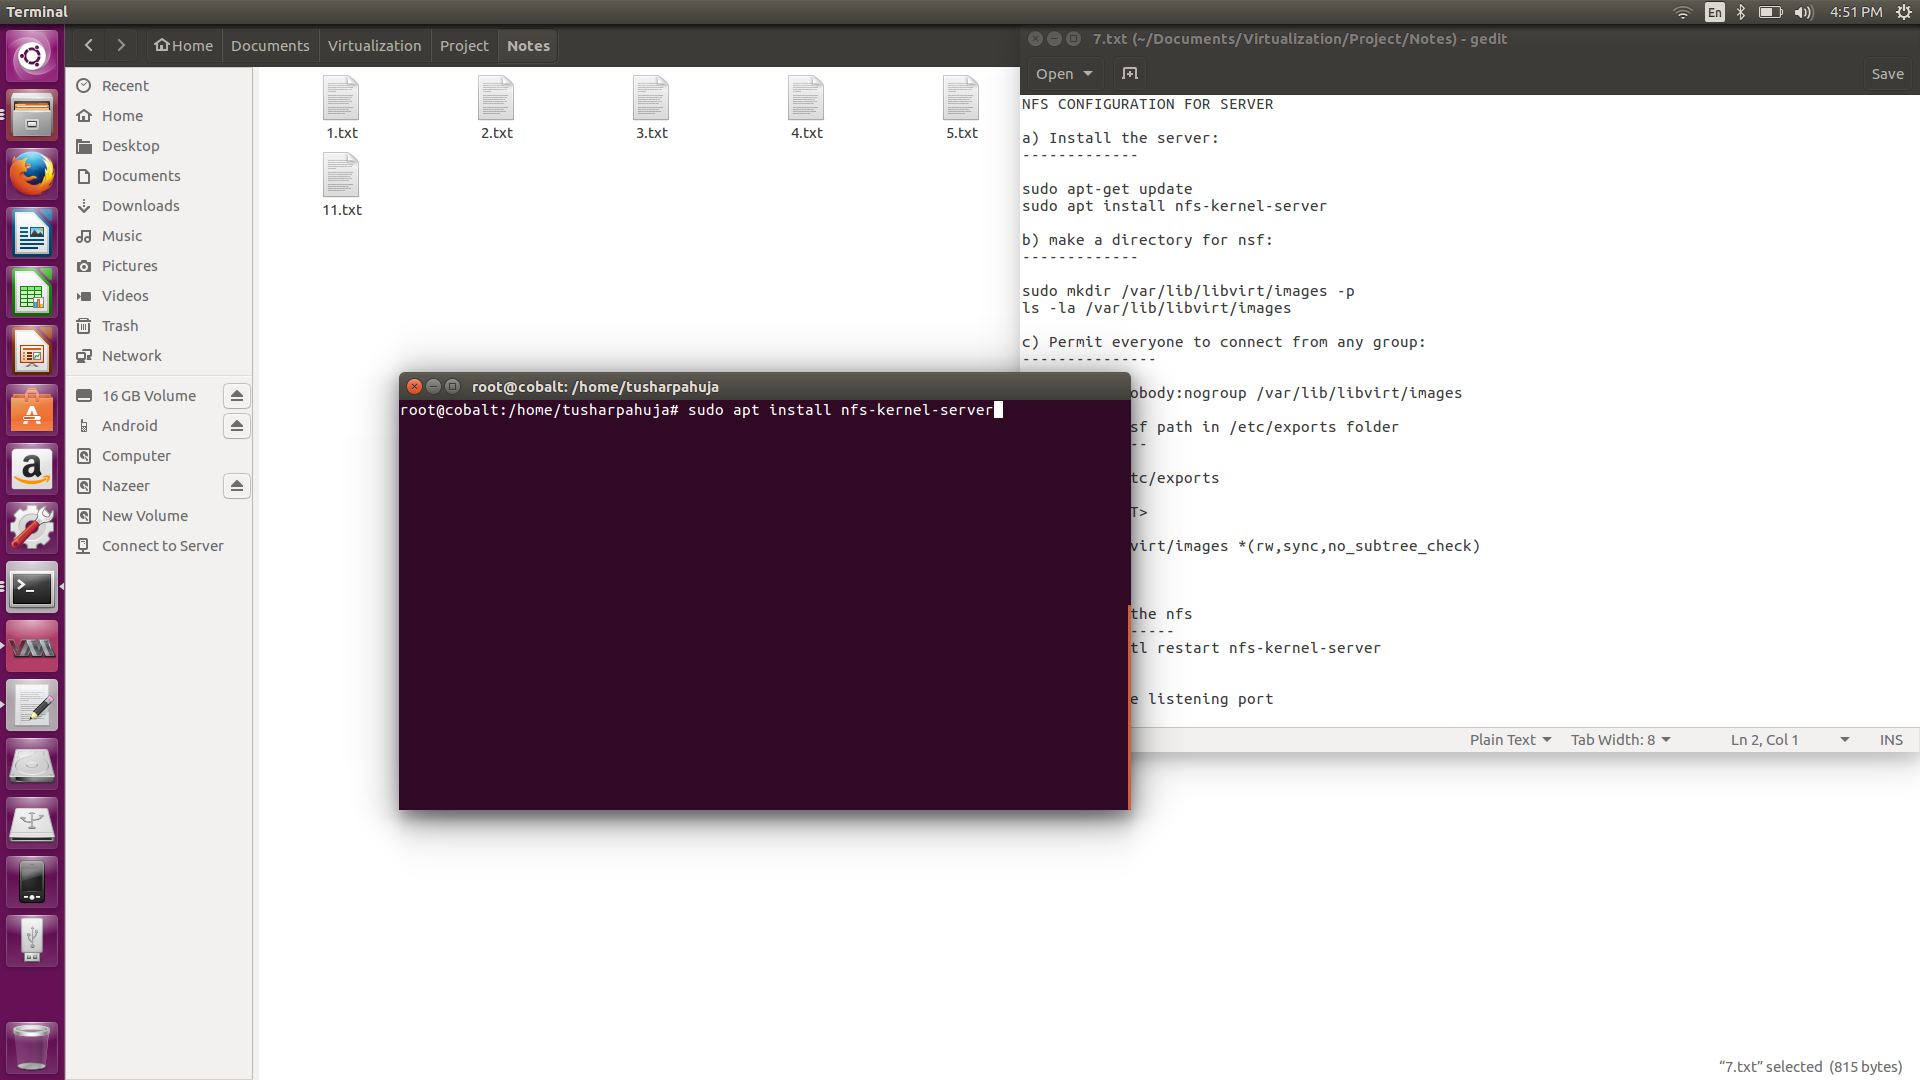 Terminal
En
4:51 PM
Home Documents Virtualization Project Notes
Recent
Home
Desktop
Documents
Downloads
Music
Pictures
Videos
Trash
Network
16 GB Volume
Android
Computer
Nazeer
New Volume
Connect to Server
1.txt
2.txt
3.txt
4.txt
5.txt
11.txt
7.txt (~/Documents/Virtualization/Project/Notes) - gedit
Open
Save
NFS CONFIGURATION FOR SERVER
a) Install the server:
-------------
sudo apt-get update
sudo apt install nfs-kernel-server
b) make a directory for nsf:
-------------
sudo mkdir /var/lib/libvirt/images -p
ls -la /var/lib/libvirt/images
c) Permit everyone to connect from any group:
---------------
obody:nogroup /var/lib/libvirt/images
sf path in /etc/exports folder
--
tc/exports
T>
virt/images *(rw,sync,no_subtree_check)
the nfs
-----
tl restart nfs-kernel-server
e listening port
Plain Text Tab Width: 8 Ln 2, Col 1 INS
root@cobalt: /home/tusharpahuja
root@cobalt:/home/tusharpahuja# sudo apt install nfs-kernel-server
"7.txt" selected (815 bytes)